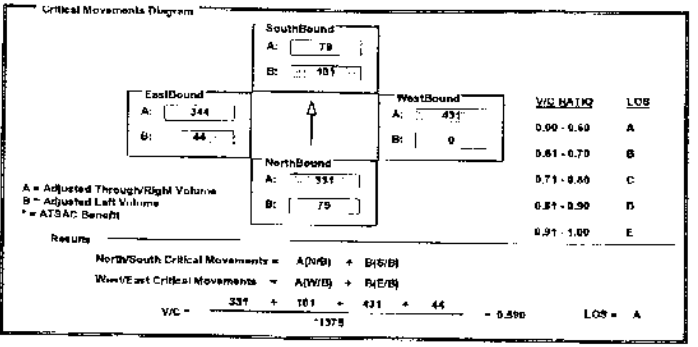 Critical Movements Diagram
SouthBound
A: 79
B: 101
EastBound
A: 344
B: 44
WestBound
A: 431
B: 0
NorthBound
A: 331
B: 75
V/C RATIO LOS
0.00 - 0.60 A
0.61 - 0.70 B
0.71 - 0.80 C
0.81 - 0.90 D
0.91 - 1.00 E
A = Adjusted Through/Right Volume
B = Adjusted Left Volume
* = ATSAC Benefit
Results
North/South Critical Movements = A(N/B) + B(S/B)
West/East Critical Movements = A(W/B) + B(E/B)
V/C = 331 + 101 + 431 + 44
*1375
= 0.590 LOS = A